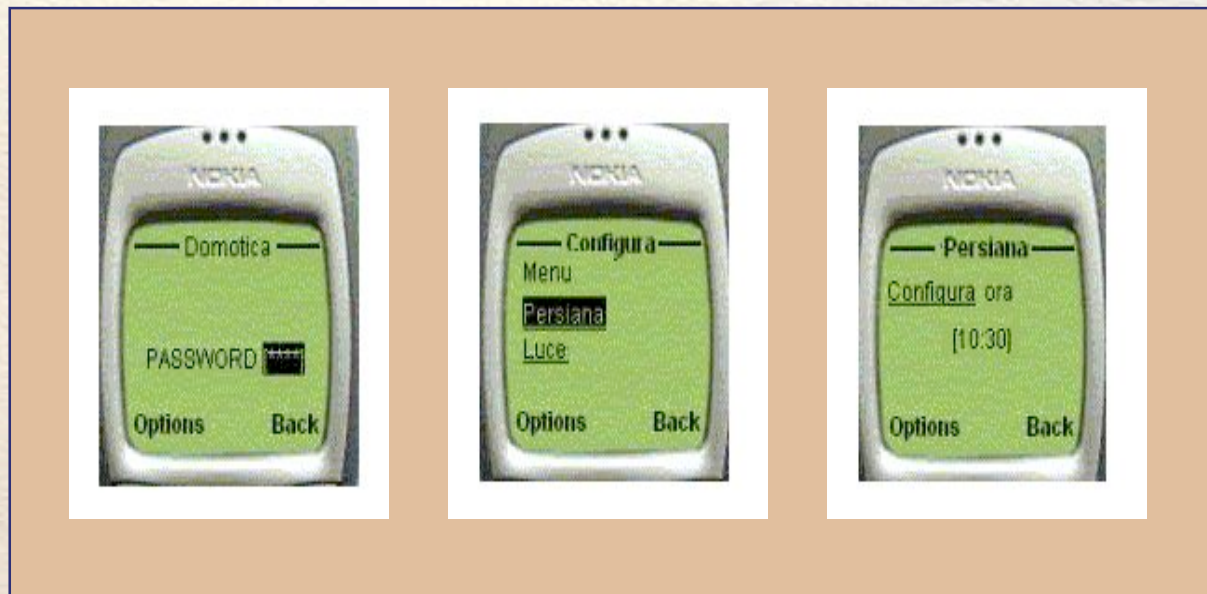 NOKIA
Domotica
PASSWORD [****]
Options Back
NOKIA
Configura
Menu
Persiana
Luce
Options Back
NOKIA
Persiana
Configura ora
[10:30]
Options Back